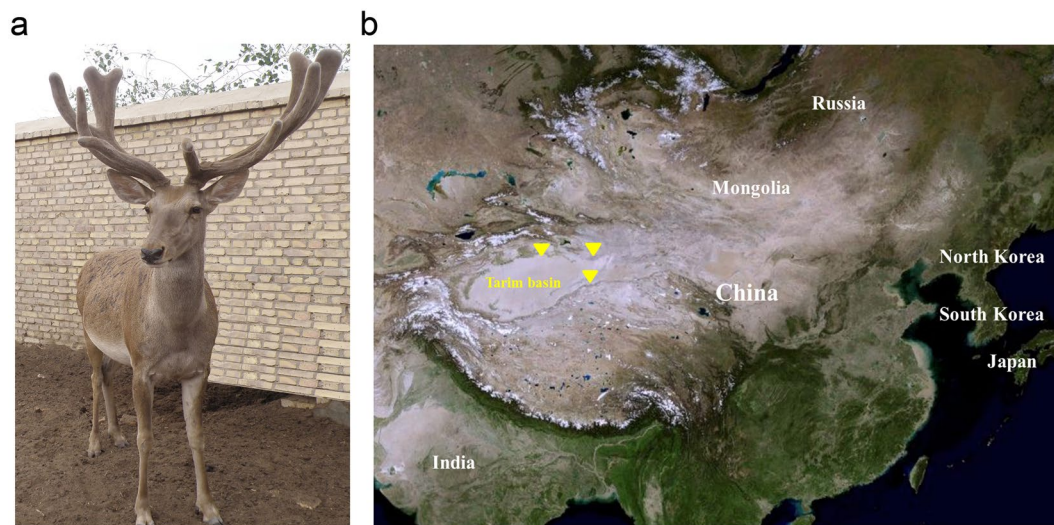 a
b
Russia
Mongolia
Tarim basin
China
North Korea
South Korea
Japan
India